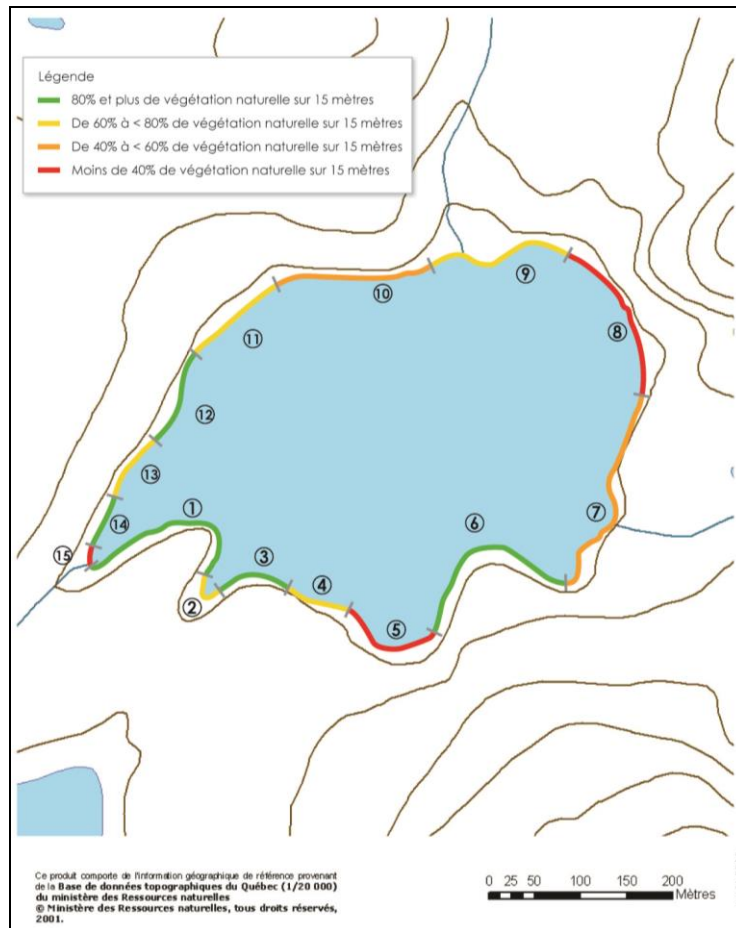 Légende
80% et plus de végétation naturelle sur 15 mètres
De 60% à < 80% de végétation naturelle sur 15 mètres
De 40% à < 60% de végétation naturelle sur 15 mètres
Moins de 40% de végétation naturelle sur 15 mètres
⑨
⑩
⑧
⑪
⑫
⑬
①
⑥
⑦
⑭
⑮
③
④
②
⑤
Ce produit comporte de l'information géographique de référence provenant
de la Base de données topographiques du Québec (1/20 000)
du ministère des Ressources naturelles
© Ministère des Ressources naturelles, tous droits réservés,
2001.
0 25 50 100 150 200
Mètres